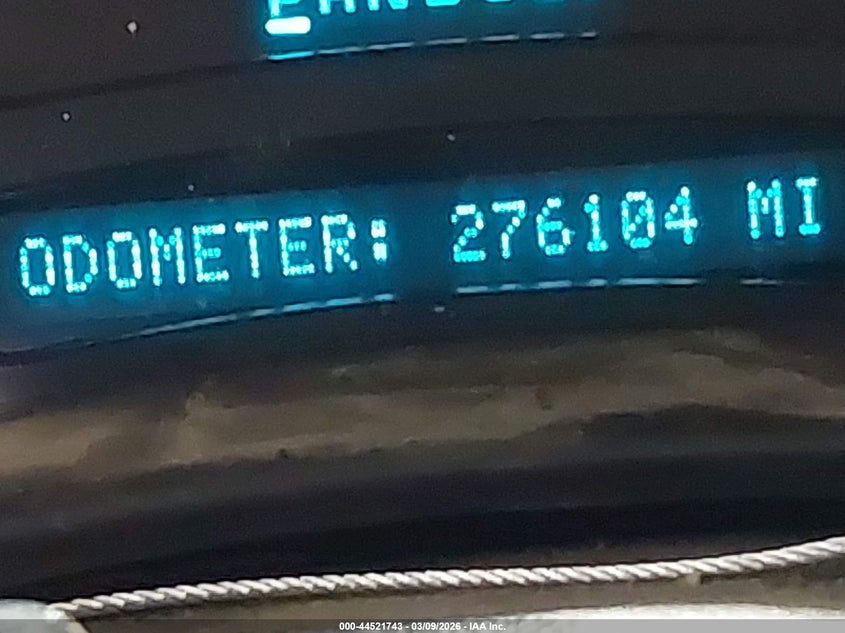 ODOMETER: 276104 MI
000-44521743 - 03/09/2026 - IAA Inc.